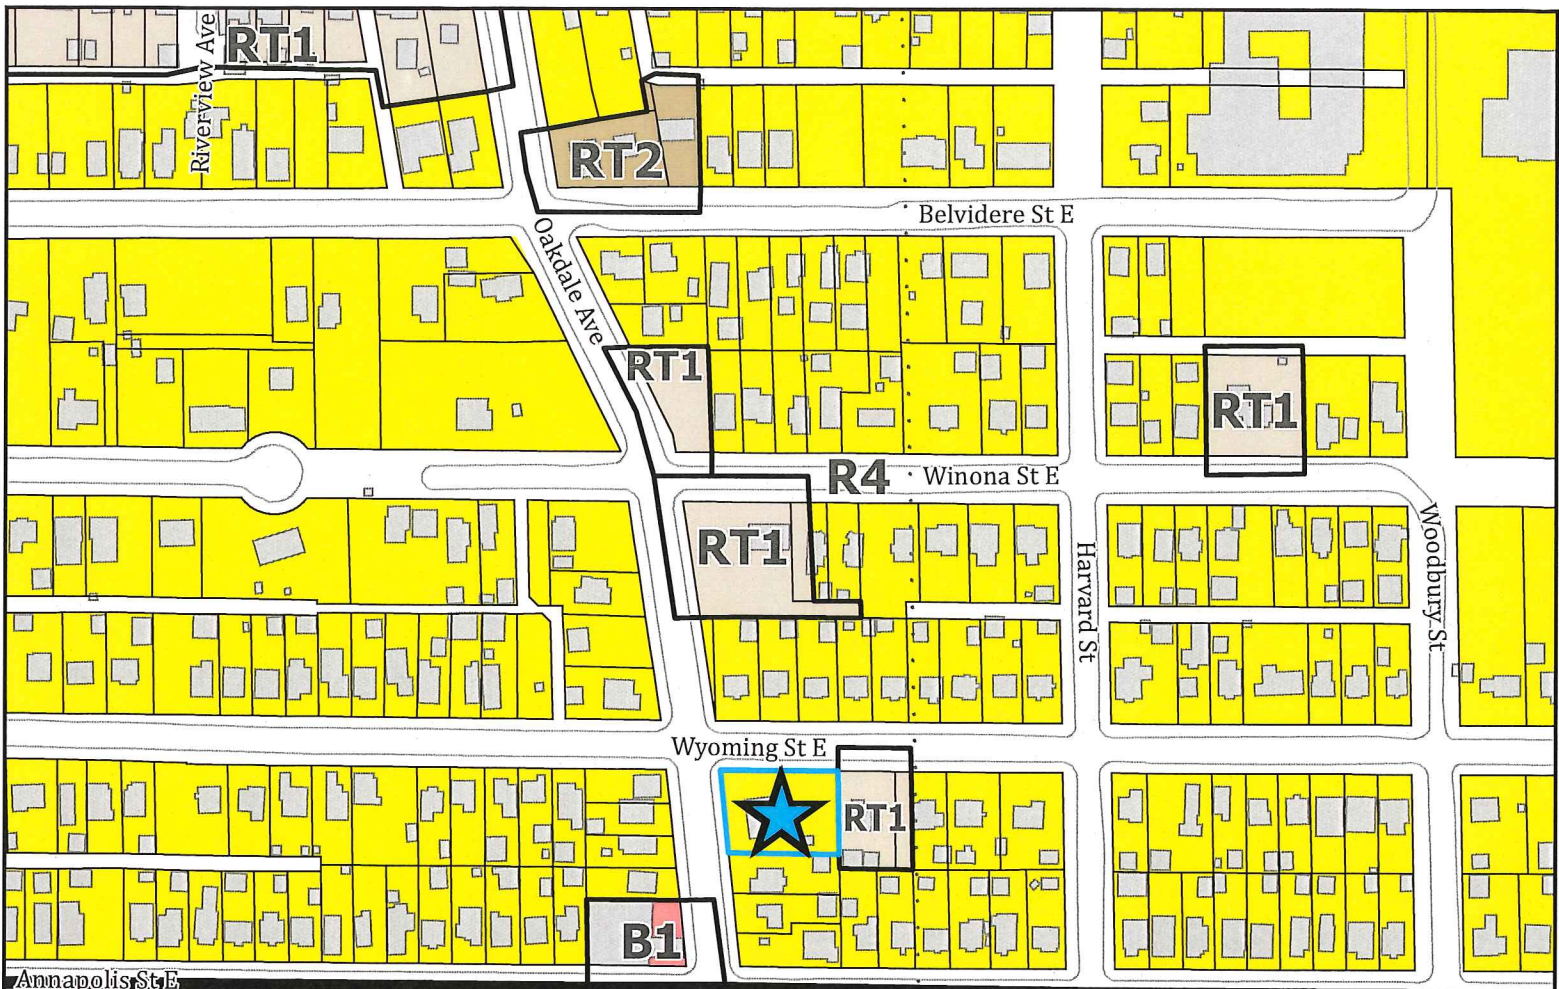 Riverview Ave
RT1
RT2
Belvidere St E
Oakdale Ave
RT1
RT1
R4
Winona St E
RT1
Harvard St
Woodbury St
Wyoming St E
RT1
B1
Annapolis St E